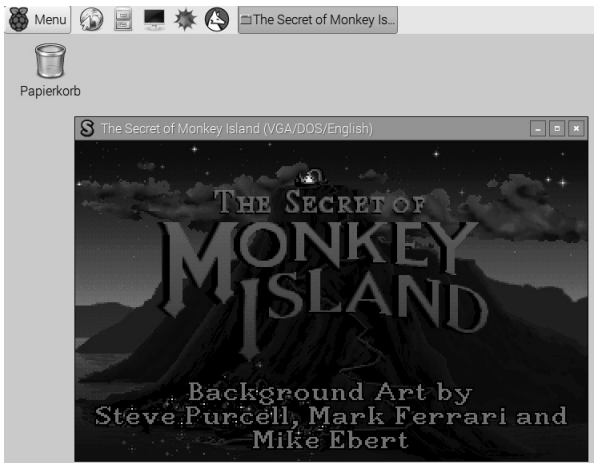 Menu
The Secret of Monkey Is...
Papierkorb
The Secret of Monkey Island (VGA/DOS/English)
THE SECRET OF
MONKEY
ISLAND
Background Art by
Steve Purcell, Mark Ferrari and
Mike Ebert